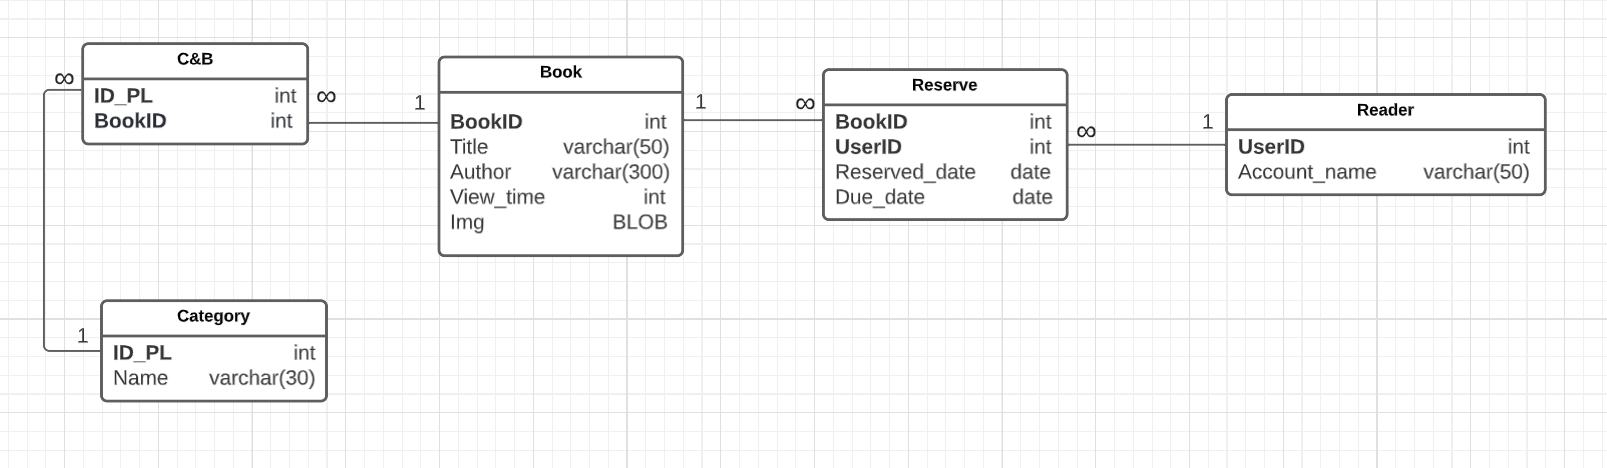 C&B
∞
ID_PL int
BookID int
∞
1
Book
BookID int
Title varchar(50)
Author varchar(300)
View_time int
Img BLOB
1
∞
Reserve
BookID int
UserID int
Reserved_date date
Due_date date
∞
1
Reader
UserID int
Account_name varchar(50)
1
Category
ID_PL int
Name varchar(30)